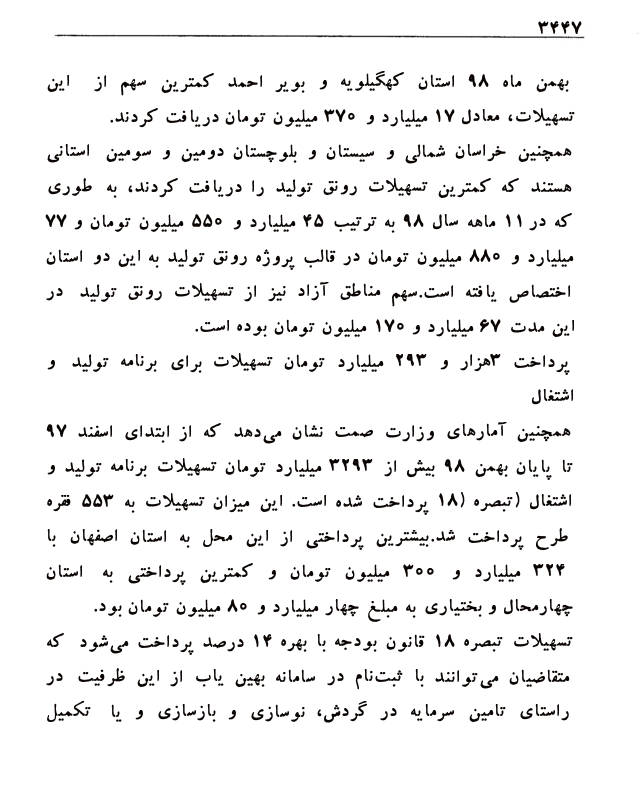 ۳۴۴۷
بهمن ماه ۹۸ استان کهگیلویه و بویر احمد کمترین سهم از این
تسهیلات، معادل ۱۷ میلیارد و ۳۷۰ میلیون تومان دریافت کردند.
همچنین خراسان شمالی و سیستان و بلوچستان دومین و سومین استانی
هستند که کمترین تسهیلات رونق تولید را دریافت کردند، به طوری
که در ۱۱ ماهه سال ۹۸ به ترتیب ۴۵ میلیارد و ۵۵۰ میلیون تومان و ۷۷
میلیارد و ۸۸۰ میلیون تومان در قالب پروژه رونق تولید به این دو استان
اختصاص یافته است.سهم مناطق آزاد نیز از تسهیلات رونق تولید در
این مدت ۶۷ میلیارد و ۱۷۰ میلیون تومان بوده است.
پرداخت ۳هزار و ۲۹۳ میلیارد تومان تسهیلات برای برنامه تولید و
اشتغال
همچنین آمارهای وزارت صمت نشان می‌دهد که از ابتدای اسفند ۹۷
تا پایان بهمن ۹۸ بیش از ۳۲۹۳ میلیارد تومان تسهیلات برنامه تولید و
اشتغال (تبصره (۱۸ پرداخت شده است. این میزان تسهیلات به ۵۵۳ فقره
طرح پرداخت شد.بیشترین پرداختی از این محل به استان اصفهان با
۳۲۴ میلیارد و ۳۰۰ میلیون تومان و کمترین پرداختی به استان
چهارمحال و بختیاری به مبلغ چهار میلیارد و ۸۰ میلیون تومان بود.
تسهیلات تبصره ۱۸ قانون بودجه با بهره ۱۴ درصد پرداخت می‌شود که
متقاضیان می‌توانند با ثبت‌نام در سامانه بهین یاب از این ظرفیت در
راستای تامین سرمایه در گردش، نوسازی و بازسازی و یا تکمیل